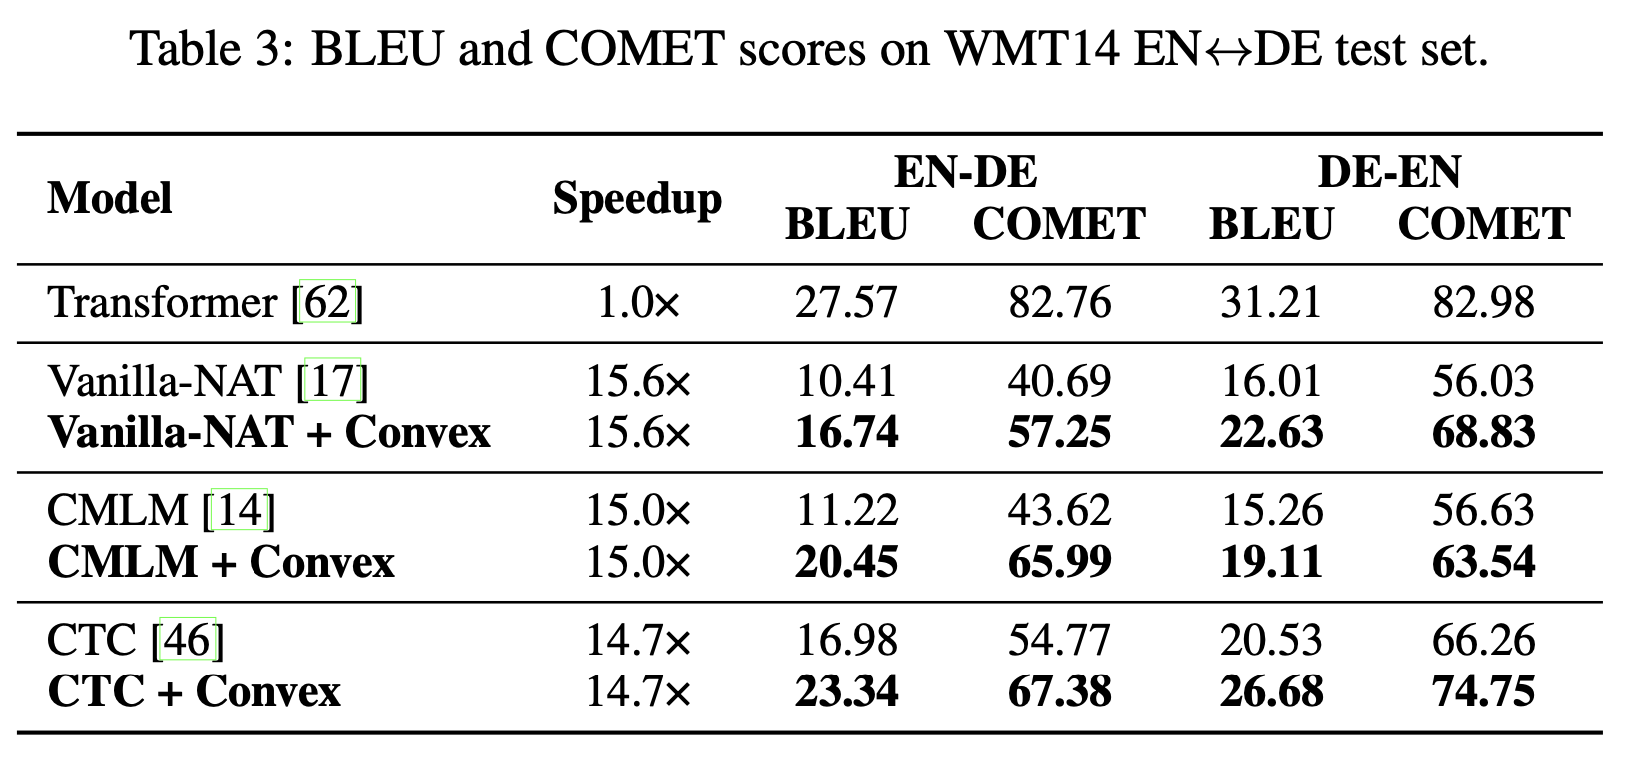 Table 3: BLEU and COMET scores on WMT14 EN↔DE test set.
Model Speedup EN-DE DE-EN
BLEU COMET BLEU COMET
Transformer [62] 1.0× 27.57 82.76 31.21 82.98
Vanilla-NAT [17] 15.6× 10.41 40.69 16.01 56.03
Vanilla-NAT + Convex 15.6× 16.74 57.25 22.63 68.83
CMLM [14] 15.0× 11.22 43.62 15.26 56.63
CMLM + Convex 15.0× 20.45 65.99 19.11 63.54
CTC [46] 14.7× 16.98 54.77 20.53 66.26
CTC + Convex 14.7× 23.34 67.38 26.68 74.75